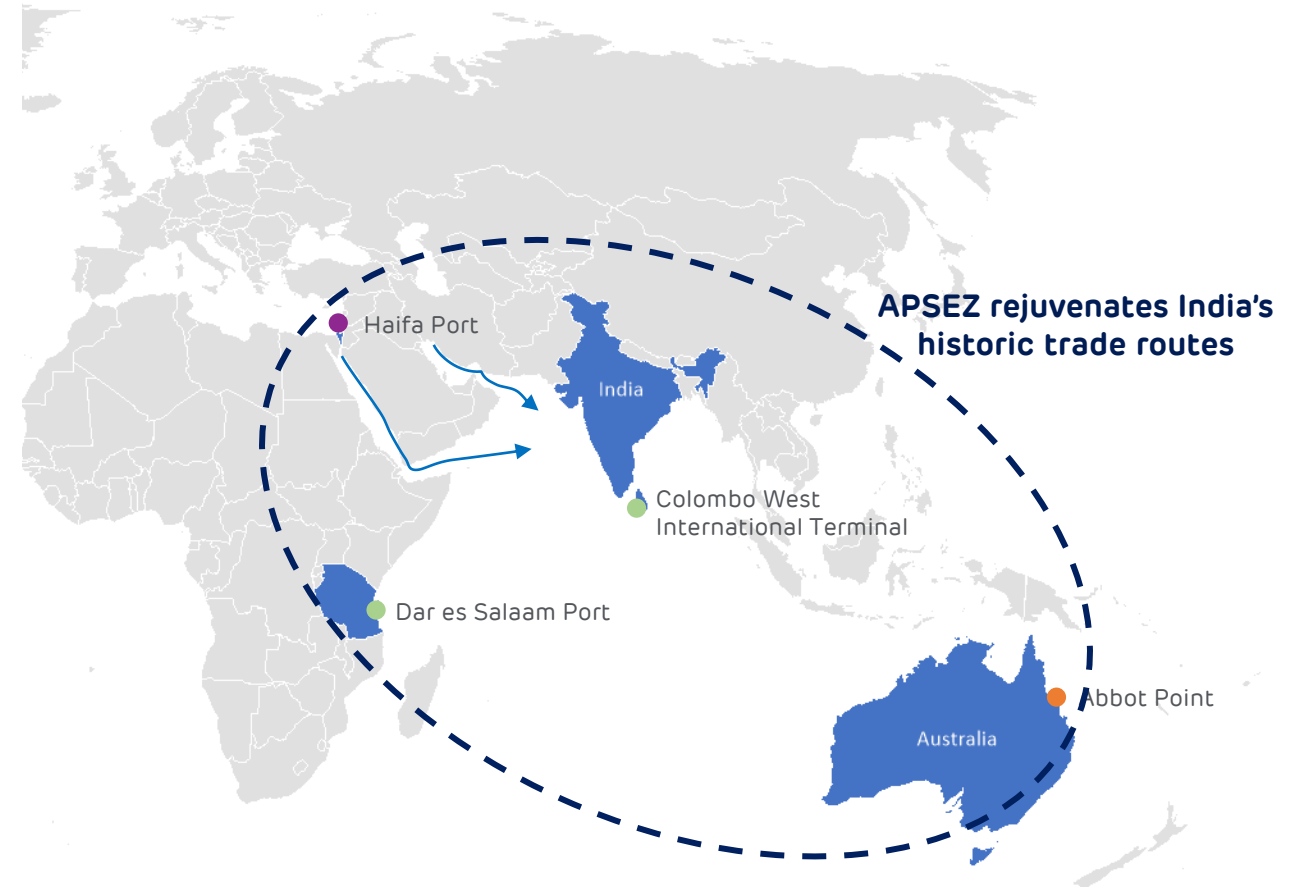 APSEZ rejuvenates India's
historic trade routes
Haifa Port
India
Colombo West
International Terminal
Dar es Salaam Port
Abbot Point
Australia